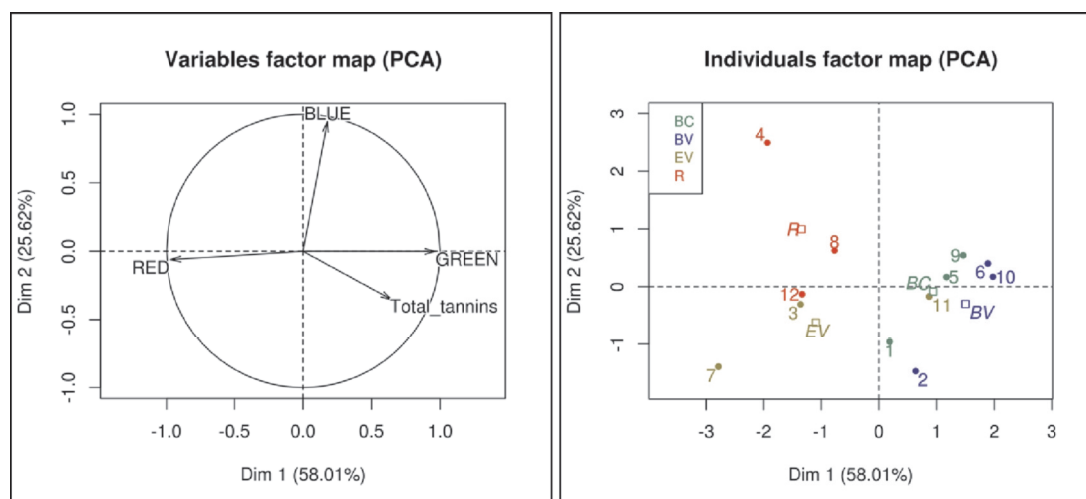 Variables factor map (PCA)
Dim 2 (25.62%)
1.0
0.5
0.0
-0.5
-1.0
BLUE
RED
GREEN
Total_tannins
-1.0 -0.5 0.0 0.5 1.0
Dim 1 (58.01%)
Individuals factor map (PCA)
Dim 2 (25.62%)
3
2
1
0
-1
BC
BV
EV
R
4
R
8
9
5
6
10
BC
11
BV
12
3
EV
1
7
2
-3 -2 -1 0 1 2 3
Dim 1 (58.01%)